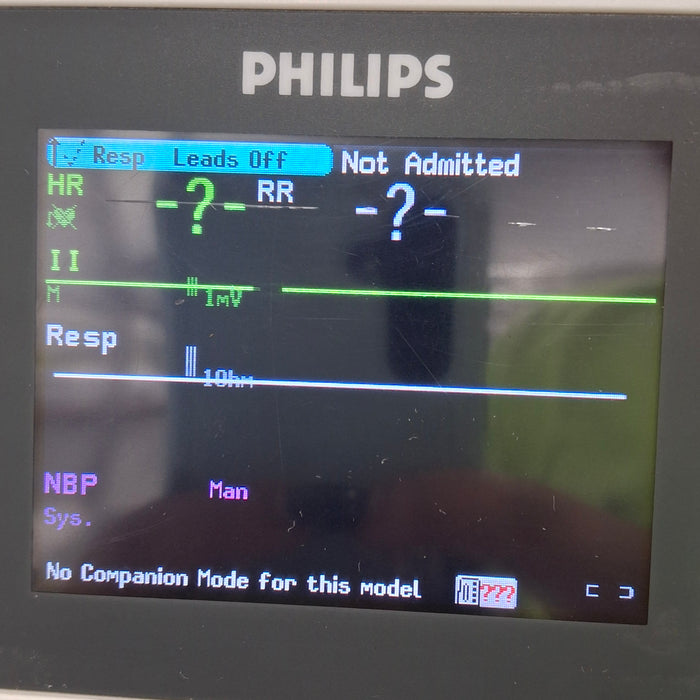 PHILIPS
Resp Leads Off Not Admitted
HR -?- RR -?-
II
M 1mV
Resp
1Ohm
NBP Man
Sys.
No Companion Mode for this model ???